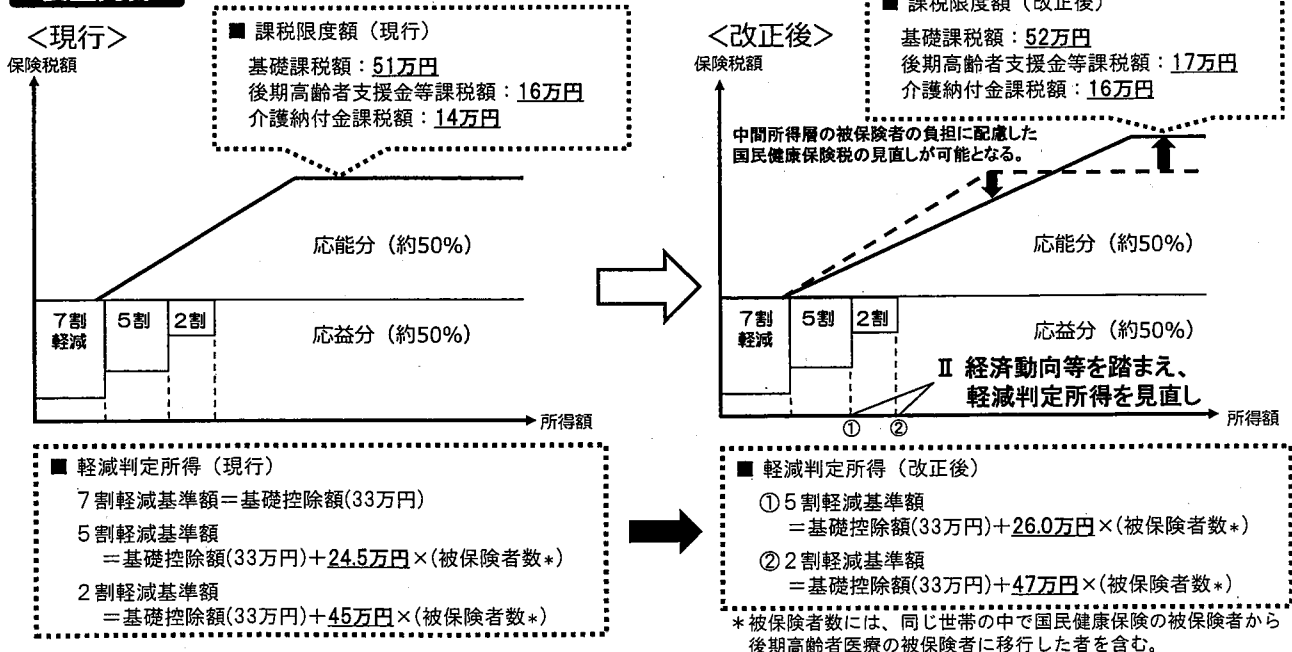 <現行>
保険税額
■ 課税限度額（現行）
基礎課税額：51万円
後期高齢者支援金等課税額：16万円
介護納付金課税額：14万円
応能分（約50%）
7割
軽減
5割
2割
応益分（約50%）
所得額
■ 軽減判定所得（現行）
7割軽減基準額＝基礎控除額(33万円)
5割軽減基準額
＝基礎控除額(33万円)＋24.5万円×(被保険者数*)
2割軽減基準額
＝基礎控除額(33万円)＋45万円×(被保険者数*)
<改正後>
保険税額
■ 課税限度額（改正後）
基礎課税額：52万円
後期高齢者支援金等課税額：17万円
介護納付金課税額：16万円
中間所得層の被保険者の負担に配慮した
国民健康保険税の見直しが可能となる。
応能分（約50%）
7割
軽減
5割
2割
応益分（約50%）
Ⅱ 経済動向等を踏まえ、
軽減判定所得を見直し
① ②
所得額
■ 軽減判定所得（改正後）
①5割軽減基準額
＝基礎控除額(33万円)＋26.0万円×(被保険者数*)
②2割軽減基準額
＝基礎控除額(33万円)＋47万円×(被保険者数*)
*被保険者数には、同じ世帯の中で国民健康保険の被保険者から
後期高齢者医療の被保険者に移行した者を含む。